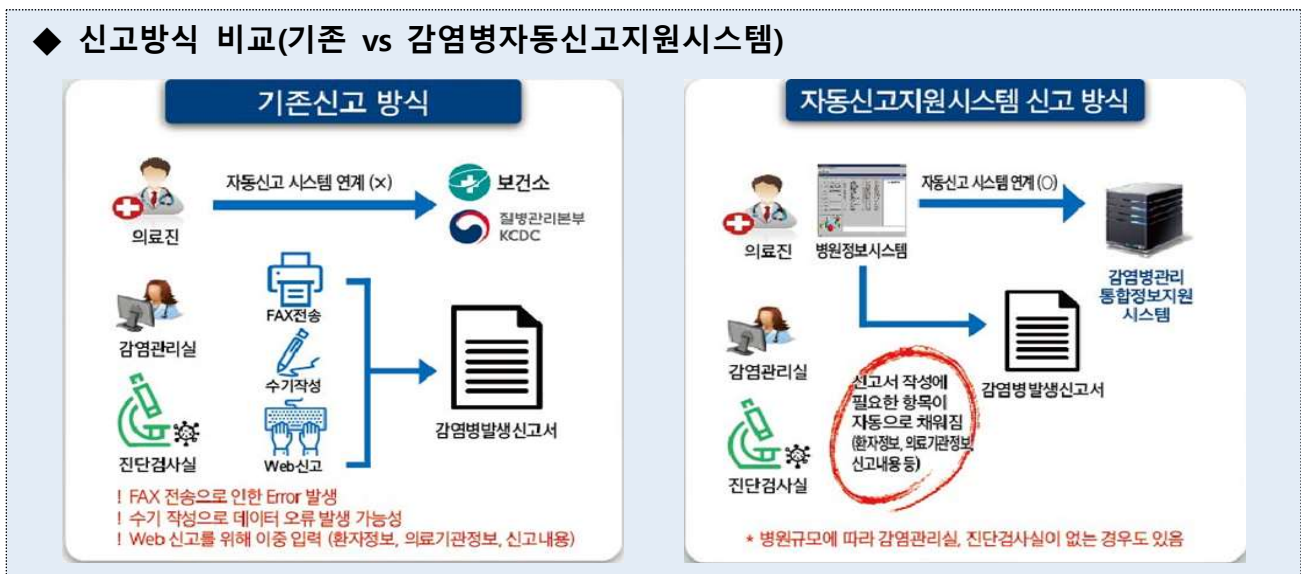 ◆ 신고방식 비교(기존 vs 감염병자동신고지원시스템)
기존신고 방식
자동신고 시스템 연계 (×)
의료진
보건소
질병관리본부
KCDC
FAX전송
감염관리실
수기작성
진단검사실
Web신고
감염병발생신고서
! FAX 전송으로 인한 Error 발생
! 수기 작성으로 데이터 오류 발생 가능성
! Web 신고를 위해 이중 입력 (환자정보, 의료기관정보, 신고내용)
자동신고지원시스템 신고 방식
자동신고 시스템 연계(○)
의료진
병원정보시스템
감염병관리
통합정보지원
시스템
감염관리실
신고서 작성에
필요한 항목이
자동으로 채워짐
(환자정보, 의료기관정보,
신고내용 등)
감염병발생신고서
진단검사실
* 병원규모에 따라 감염관리실, 진단검사실이 없는 경우도 있음